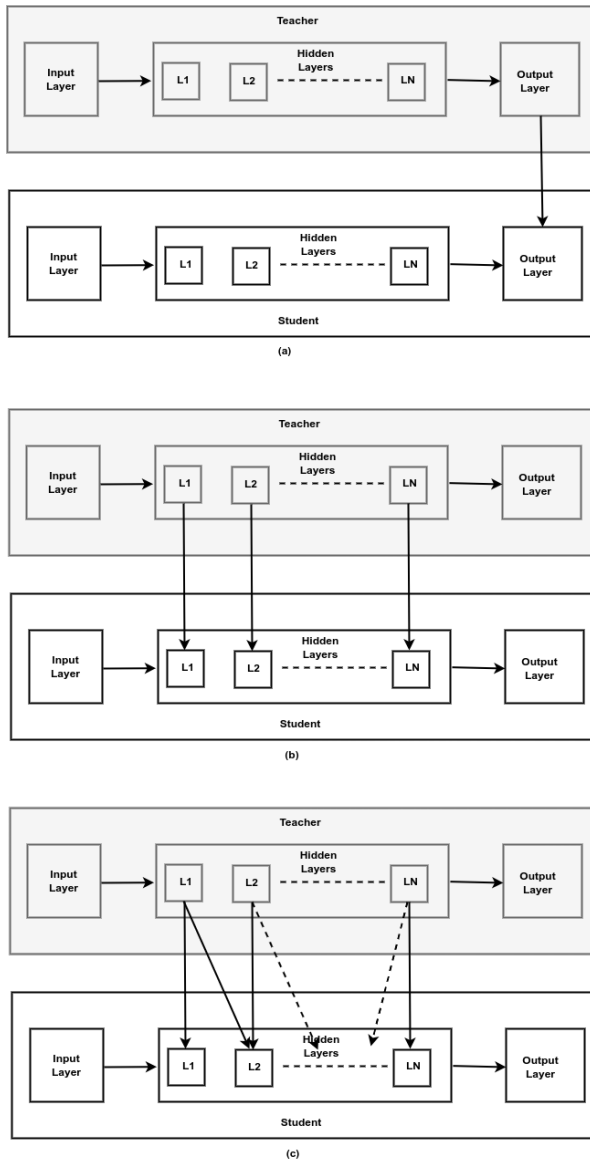 Teacher
Input
Layer
Hidden
Layers
L1
L2
LN
Output
Layer
Input
Layer
Hidden
Layers
L1
L2
LN
Output
Layer
Student
(a)
Teacher
Input
Layer
Hidden
Layers
L1
L2
LN
Output
Layer
Input
Layer
Hidden
Layers
L1
L2
LN
Output
Layer
Student
(b)
Teacher
Input
Layer
Hidden
Layers
L1
L2
LN
Output
Layer
Input
Layer
Hidden
Layers
L1
L2
LN
Output
Layer
Student
(c)